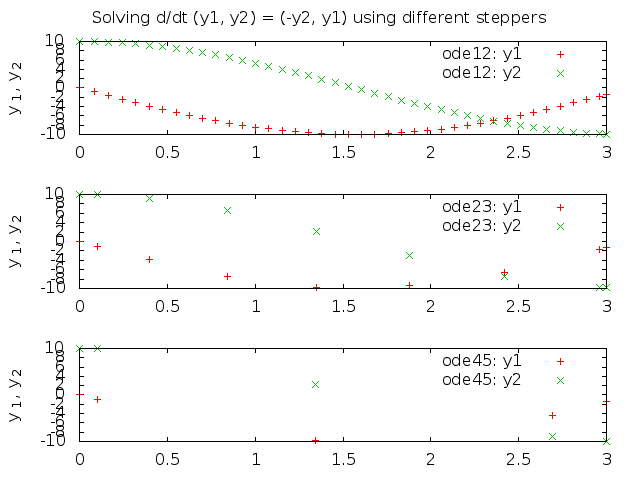 Solving d/dt (y1, y2) = (-y2, y1) using different steppers
y1, y2
10
8
6
4
2
0
-2
-4
-6
-8
-10
ode12: y1
ode12: y2
0 0.5 1 1.5 2 2.5 3
y1, y2
10
8
6
4
2
0
-2
-4
-6
-8
-10
ode23: y1
ode23: y2
0 0.5 1 1.5 2 2.5 3
y1, y2
10
8
6
4
2
0
-2
-4
-6
-8
-10
ode45: y1
ode45: y2
0 0.5 1 1.5 2 2.5 3